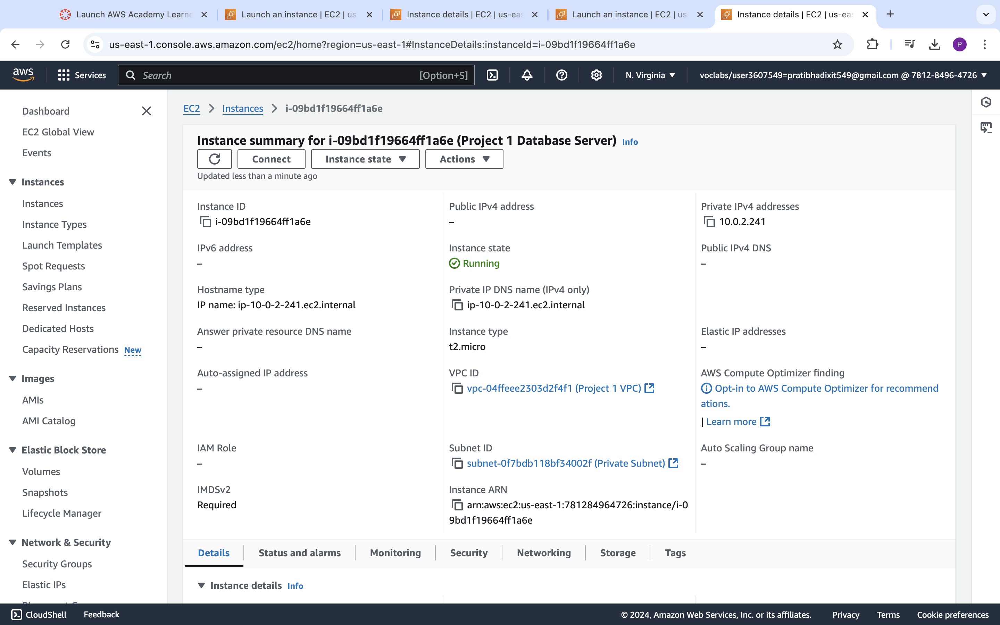 Launch AWS Academy Learne
Launch an instance | EC2 | us-
Instance details | EC2 | us-eas
Launch an instance | EC2 | us-
Instance details | EC2 | us-eas
us-east-1.console.aws.amazon.com/ec2/home?region=us-east-1#InstanceDetails:instanceId=i-09bd1f19664ff1a6e
P
aws
Services
Search
[Option+S]
N. Virginia
voclabs/user3607549=pratibhadixit549@gmail.com @ 7812-8496-4726
Dashboard
EC2 Global View
Events
Instances
Instances
Instance Types
Launch Templates
Spot Requests
Savings Plans
Reserved Instances
Dedicated Hosts
Capacity Reservations New
Images
AMIs
AMI Catalog
Elastic Block Store
Volumes
Snapshots
Lifecycle Manager
Network & Security
Security Groups
Elastic IPs
EC2 > Instances > i-09bd1f19664ff1a6e
Instance summary for i-09bd1f19664ff1a6e (Project 1 Database Server) Info
Connect
Instance state
Actions
Updated less than a minute ago
Instance ID
i-09bd1f19664ff1a6e
Public IPv4 address
–
Private IPv4 addresses
10.0.2.241
IPv6 address
–
Instance state
Running
Public IPv4 DNS
–
Hostname type
IP name: ip-10-0-2-241.ec2.internal
Private IP DNS name (IPv4 only)
ip-10-0-2-241.ec2.internal
Answer private resource DNS name
–
Instance type
t2.micro
Elastic IP addresses
–
Auto-assigned IP address
–
VPC ID
vpc-04ffeee2303d2f4f1 (Project 1 VPC)
AWS Compute Optimizer finding
Opt-in to AWS Compute Optimizer for recommend
ations.
| Learn more
IAM Role
–
Subnet ID
subnet-0f7bdb118bf34002f (Private Subnet)
Auto Scaling Group name
–
IMDSv2
Required
Instance ARN
arn:aws:ec2:us-east-1:781284964726:instance/i-0
9bd1f19664ff1a6e
Details
Status and alarms
Monitoring
Security
Networking
Storage
Tags
Instance details Info
CloudShell
Feedback
© 2024, Amazon Web Services, Inc. or its affiliates.
Privacy
Terms
Cookie preferences